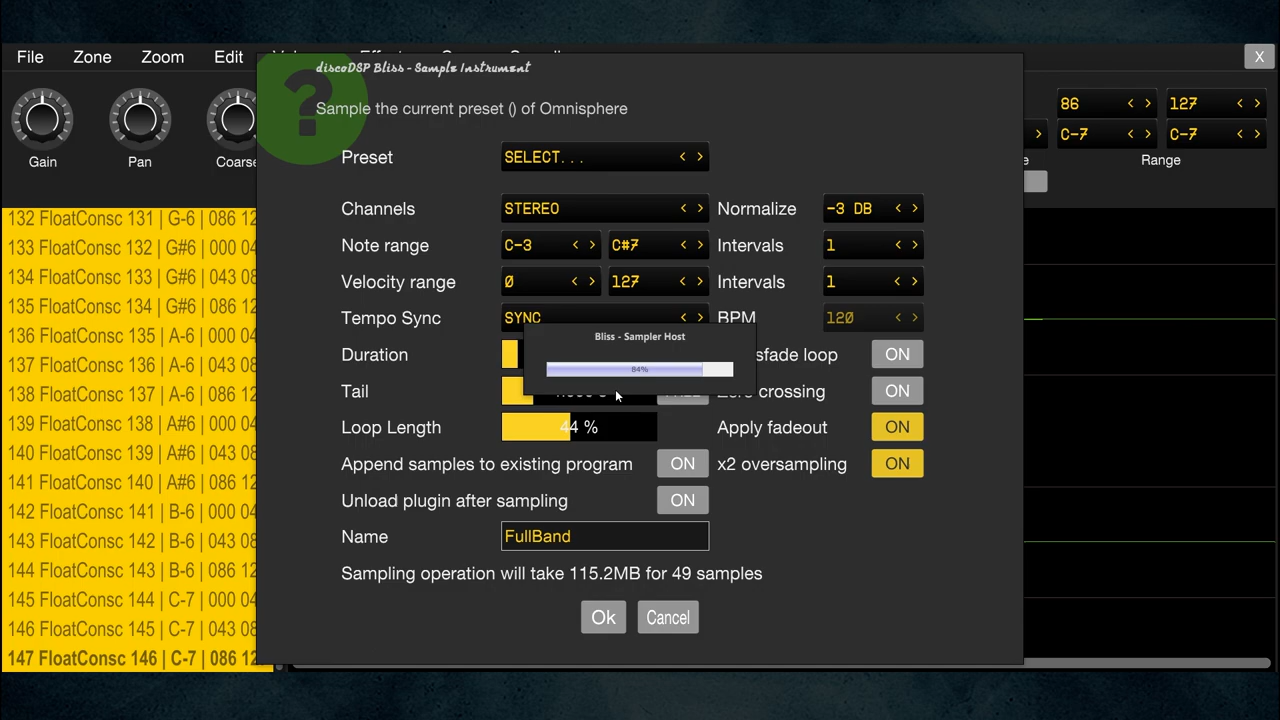 File Zone Zoom Edit
X
discoDSP Bliss - Sample Instrument
Sample the current preset () of Omnisphere
86 127
C-7 C-7
Gain Pan Coarse Range
Preset SELECT...
Channels STEREO Normalize -3 DB
Note range C-3 C#7 Intervals 1
Velocity range 0 127 Intervals 1
Tempo Sync SYNC BPM 120
Bliss - Sampler Host
84%
Duration sfade loop ON
Tail crossing ON
Loop Length 44 % Apply fadeout ON
Append samples to existing program ON x2 oversampling ON
Unload plugin after sampling ON
Name FullBand
Sampling operation will take 115.2MB for 49 samples
Ok Cancel
132 FloatConsc 131 | G-6 | 086 12
133 FloatConsc 132 | G#6 | 000 04
134 FloatConsc 133 | G#6 | 043 08
135 FloatConsc 134 | G#6 | 086 12
136 FloatConsc 135 | A-6 | 000 04
137 FloatConsc 136 | A-6 | 043 08
138 FloatConsc 137 | A-6 | 086 12
139 FloatConsc 138 | A#6 | 000 04
140 FloatConsc 139 | A#6 | 043 08
141 FloatConsc 140 | A#6 | 086 12
142 FloatConsc 141 | B-6 | 000 04
143 FloatConsc 142 | B-6 | 043 08
144 FloatConsc 143 | B-6 | 086 12
145 FloatConsc 144 | C-7 | 000 04
146 FloatConsc 145 | C-7 | 043 08
147 FloatConsc 146 | C-7 | 086 12